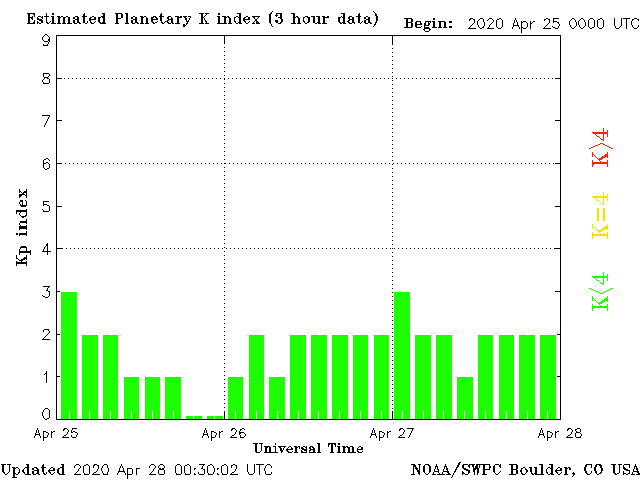 Estimated Planetary K index (3 hour data)
Begin: 2020 Apr 25 0000 UTC
9
8
7
6
5
4
3
2
1
0
Kp index
K>4
K=4
K<4
Apr 25
Apr 26
Apr 27
Apr 28
Universal Time
Updated 2020 Apr 28 00:30:02 UTC
NOAA/SWPC Boulder, CO USA